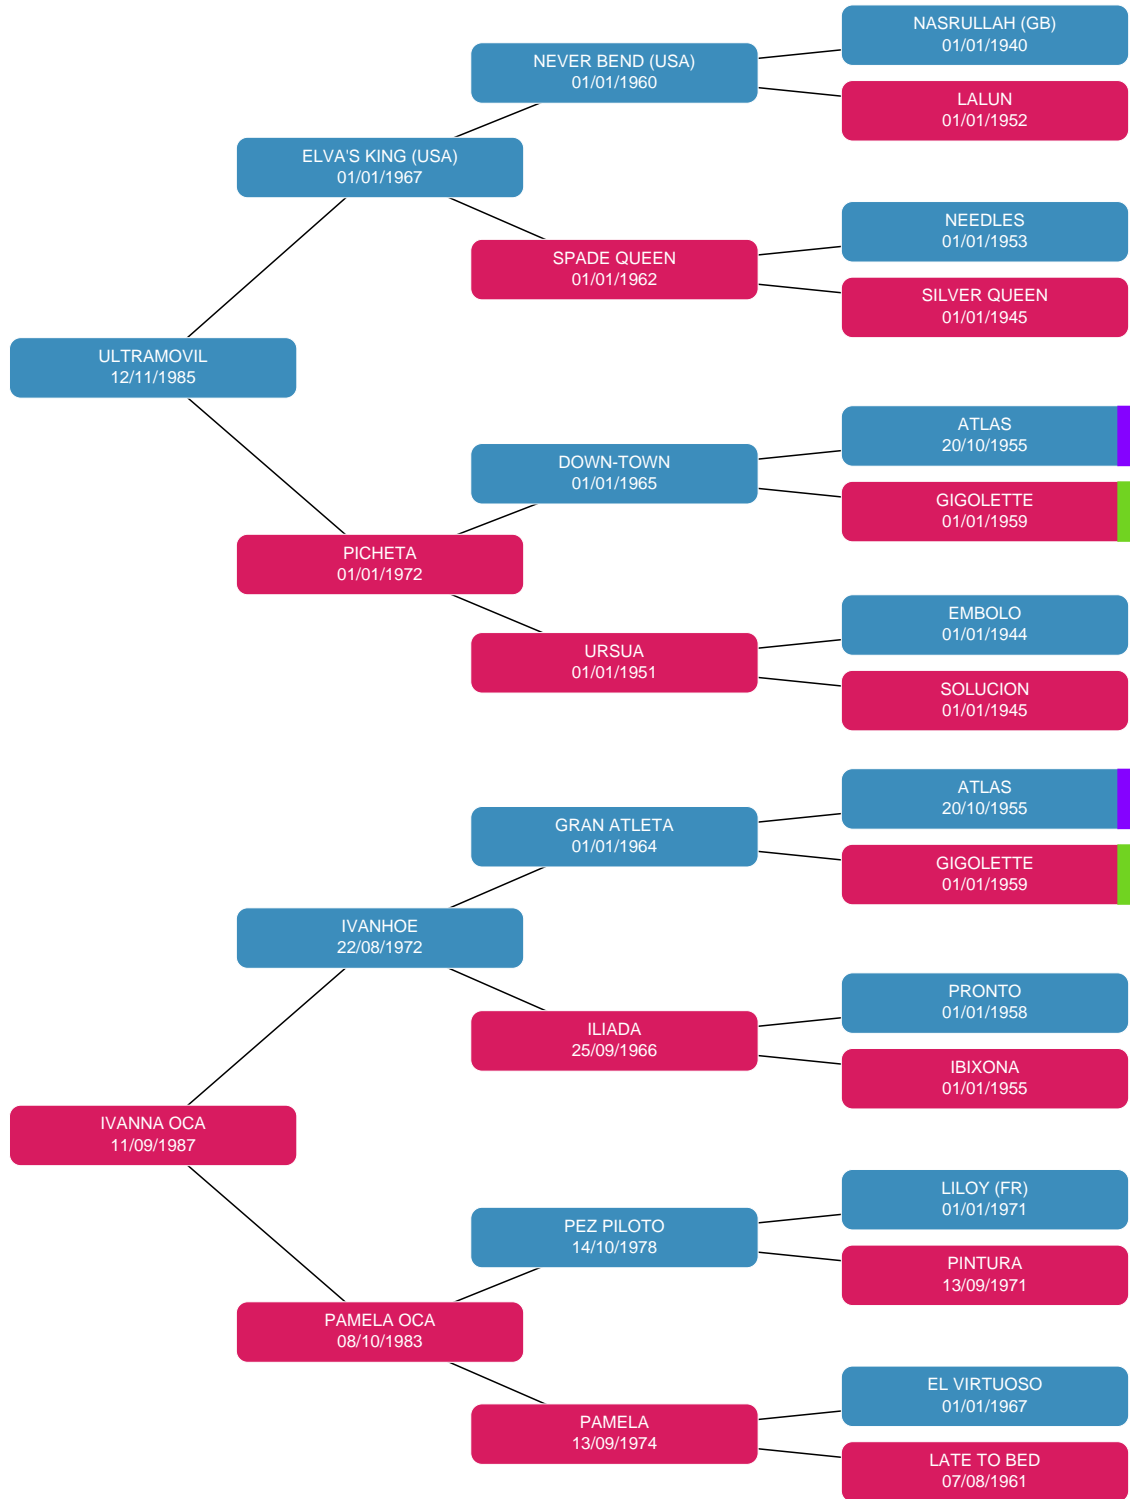 NASRULLAH (GB)
01/01/1940
NEVER BEND (USA)
01/01/1960
LALUN
01/01/1952
ELVA'S KING (USA)
01/01/1967
NEEDLES
01/01/1953
SPADE QUEEN
01/01/1962
SILVER QUEEN
01/01/1945
ULTRAMOVIL
12/11/1985
ATLAS
20/10/1955
DOWN-TOWN
01/01/1965
GIGOLETTE
01/01/1959
PICHETA
01/01/1972
EMBOLO
01/01/1944
URSUA
01/01/1951
SOLUCION
01/01/1945
ATLAS
20/10/1955
GRAN ATLETA
01/01/1964
GIGOLETTE
01/01/1959
IVANHOE
22/08/1972
PRONTO
01/01/1958
ILIADA
25/09/1966
IBIXONA
01/01/1955
IVANNA OCA
11/09/1987
LILOY (FR)
01/01/1971
PEZ PILOTO
14/10/1978
PINTURA
13/09/1971
PAMELA OCA
08/10/1983
EL VIRTUOSO
01/01/1967
PAMELA
13/09/1974
LATE TO BED
07/08/1961